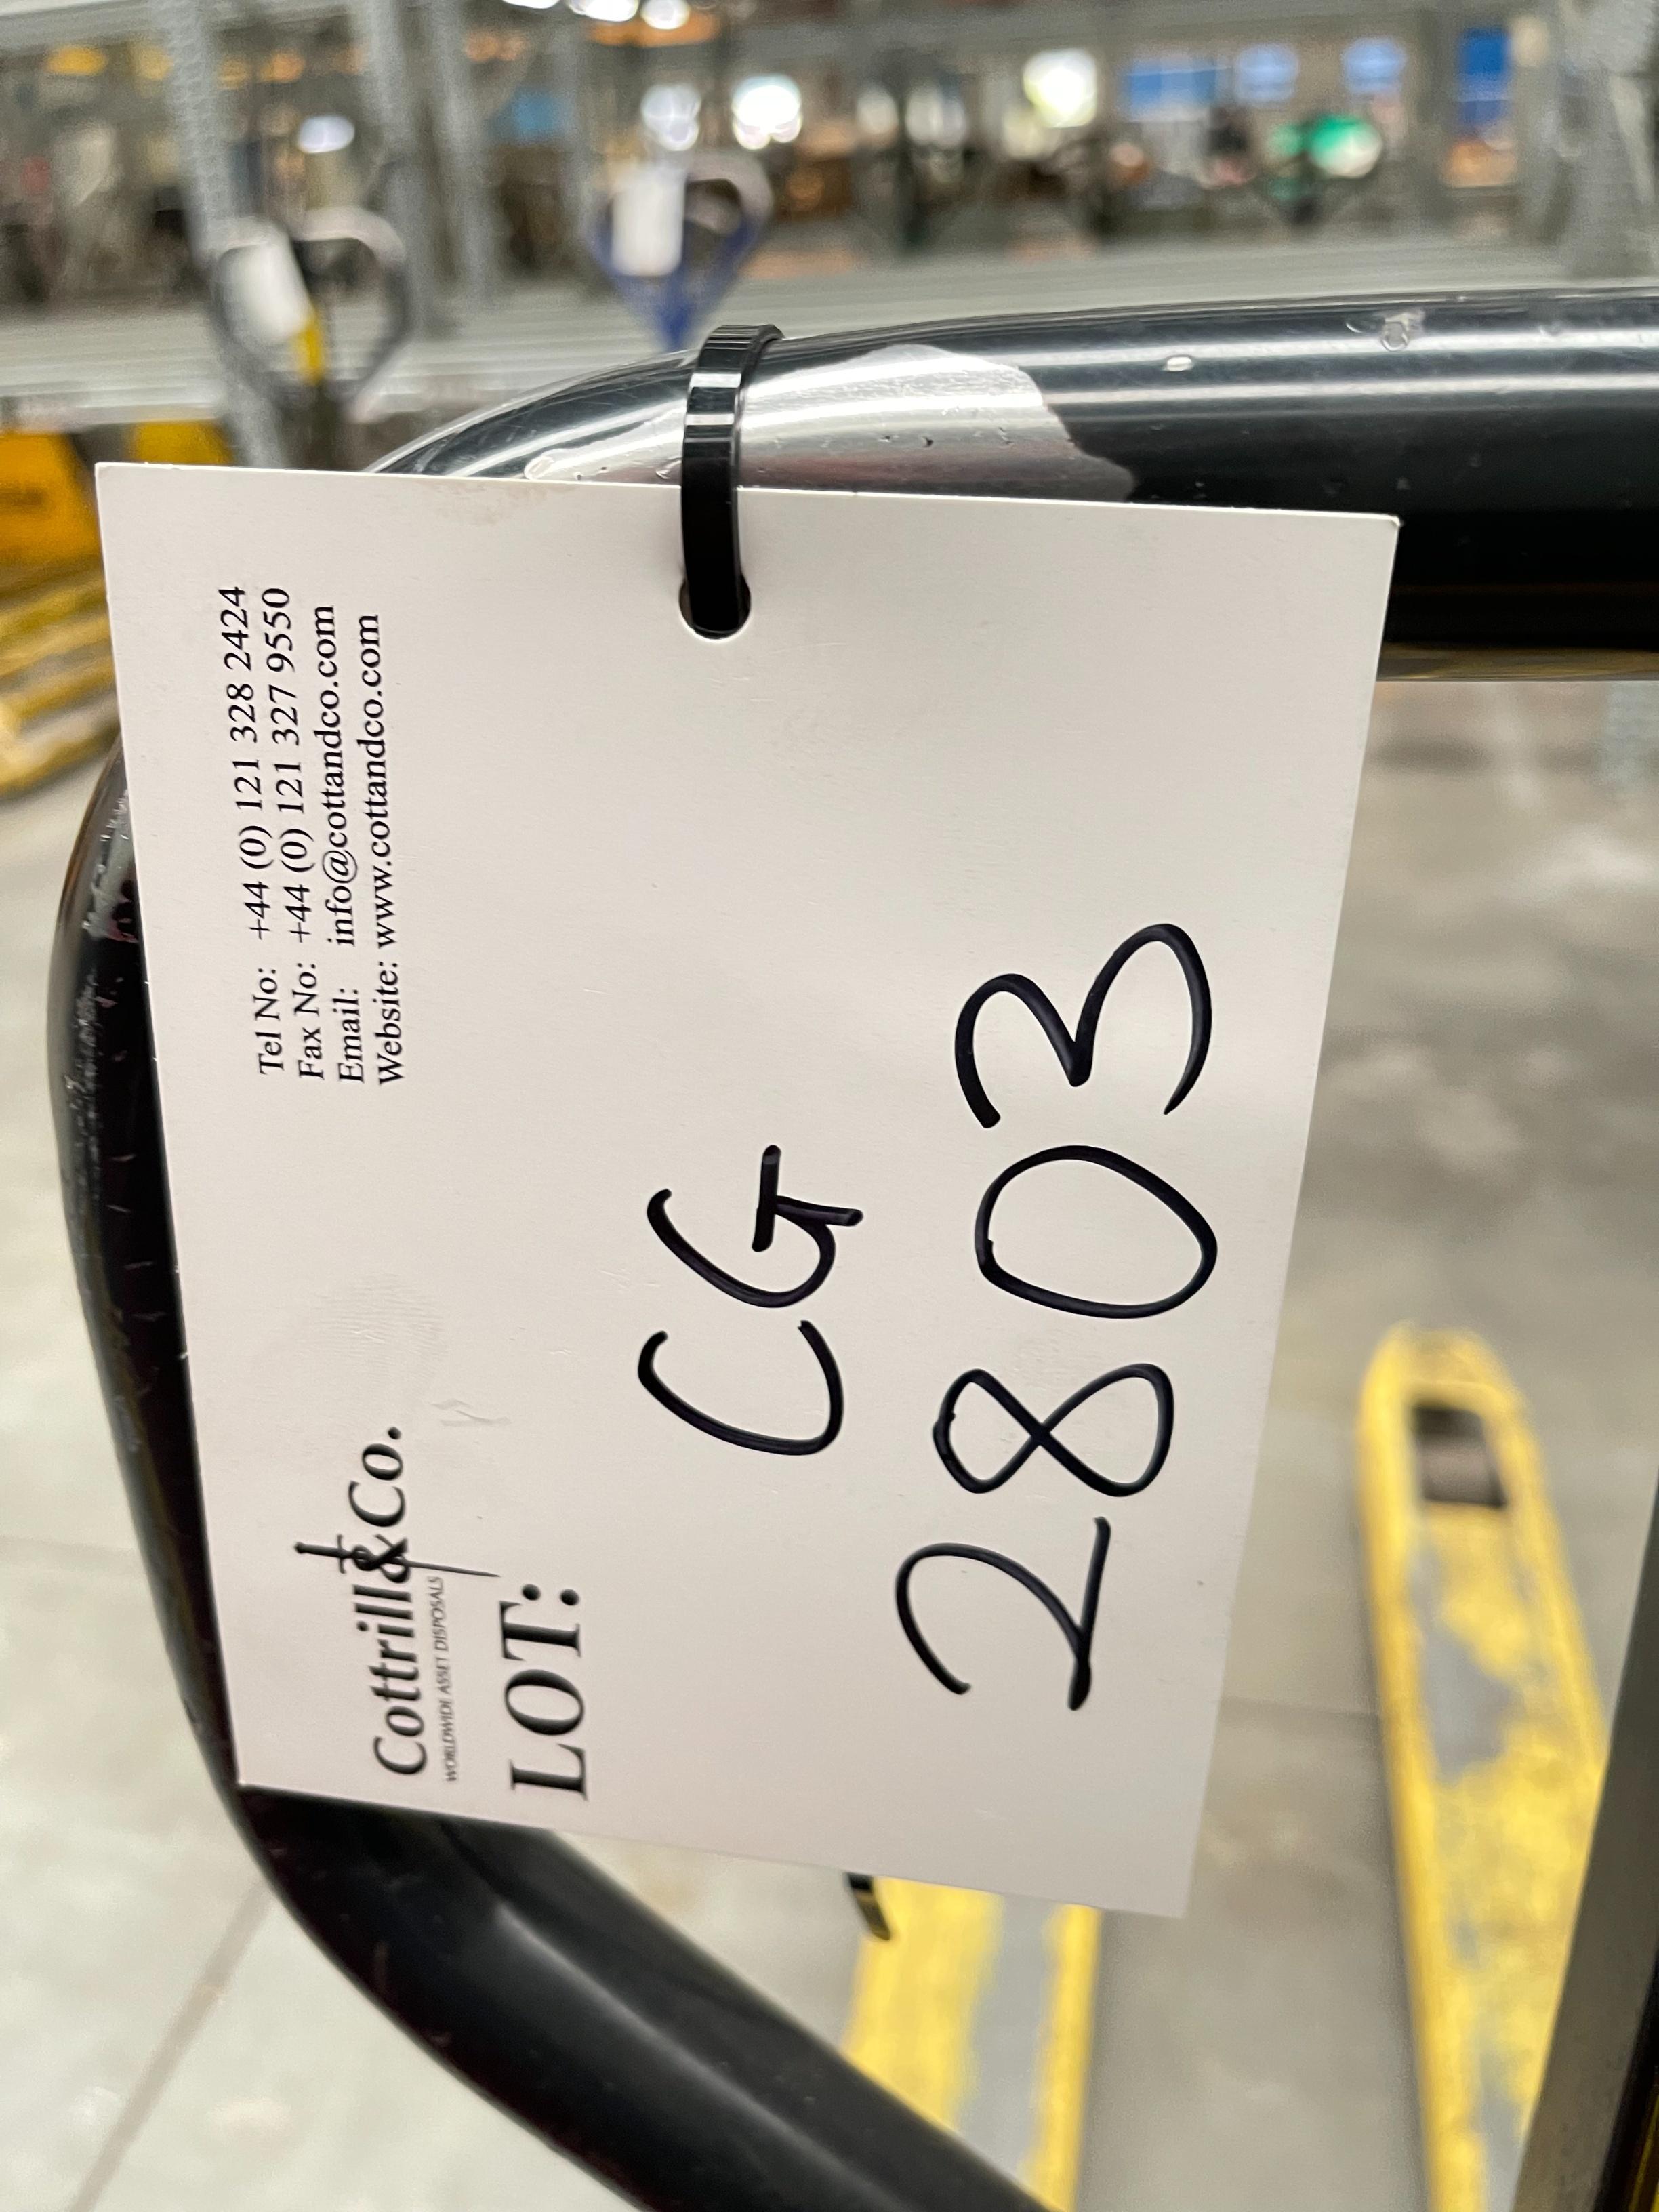 Cottrill&Co.
WORLDWIDE ASSET DISPOSALS
Tel No: +44 (0) 121 328 2424
Fax No: +44 (0) 121 327 9550
Email: info@cottandco.com
Website: www.cottandco.com
LOT:
CG
2803